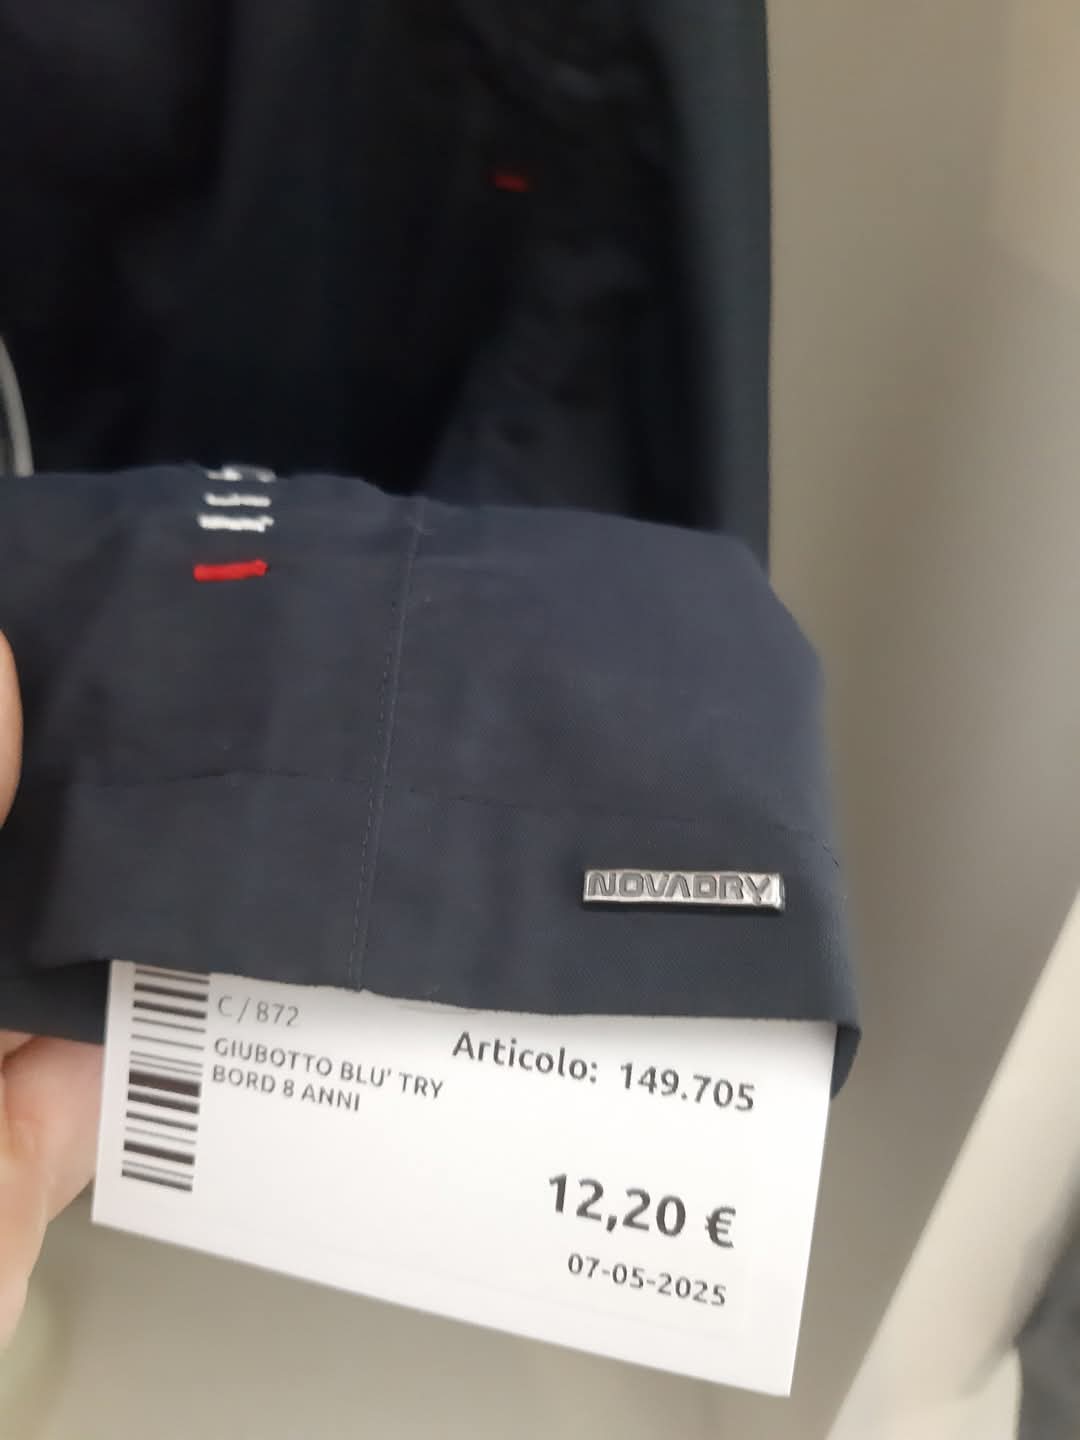 NOVADRY
C / 872
GIUBOTTO BLU' TRY
BORD 8 ANNI
Articolo: 149.705
12,20 €
07-05-2025